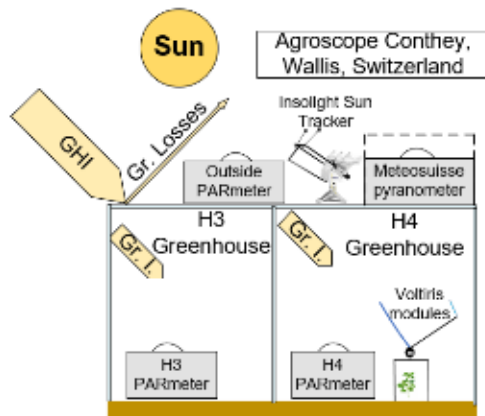 Sun
Agroscope Conthey,
Wallis, Switzerland
GHI
Gr. Losses
Insolight Sun
Tracker
Outside
PARmeter
Meteosuisse
pyranometer
H3
Greenhouse
Gr. I.
H4
Greenhouse
Gr. I.
Voltiris
modules
H3
PARmeter
H4
PARmeter